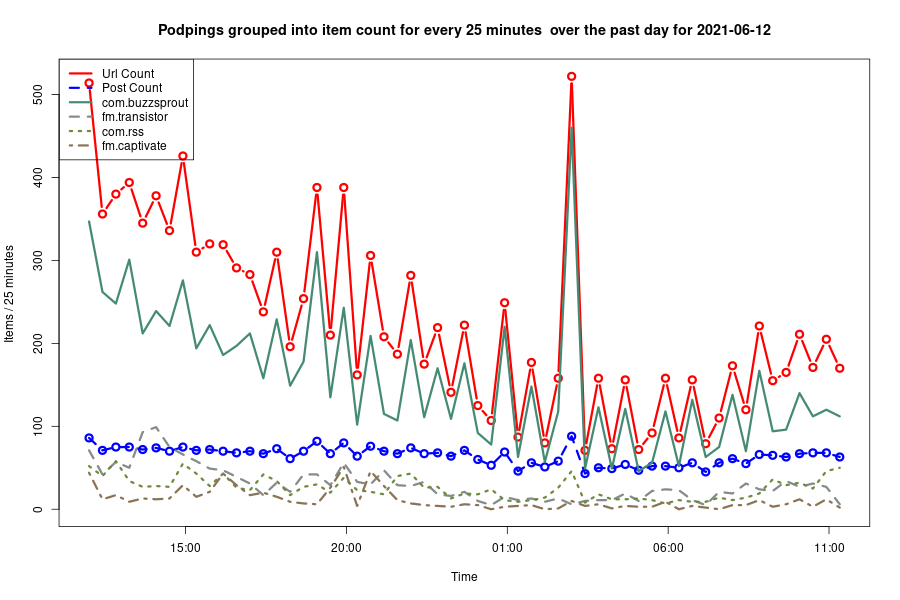 Podpings grouped into item count for every 25 minutes  over the past day for 2021-06-12
Url Count
Post Count
com.buzzsprout
fm.transistor
com.rss
fm.captivate
Items / 25 minutes
500
400
300
200
100
0
15:00
20:00
01:00
06:00
11:00
Time